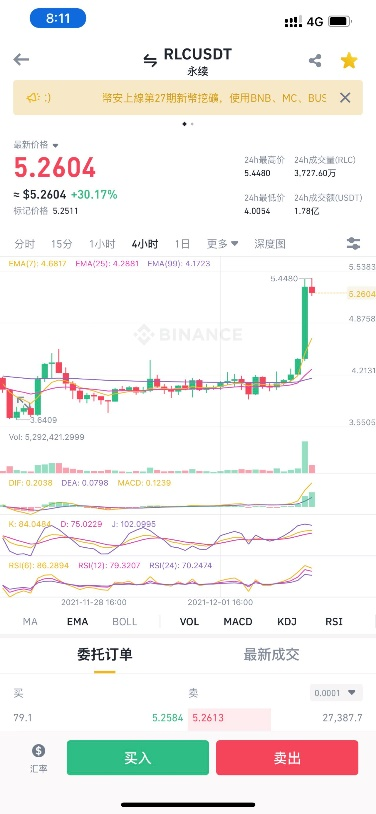 8:11
4G
RLCUSDT
永续
:) 幣安上線第27期新幣挖礦，使用BNB、MC、BUS
最新价格
5.2604
≈ $5.2604 +30.17%
标记价格 5.2511
24h最高价 24h成交量(RLC)
5.4480 3,727.60万
24h最低价 24h成交额(USDT)
4.0054 1.78亿
分时 15分 1小时 4小时 1日 更多 深度图
EMA(7): 4.6817 EMA(25): 4.2881 EMA(99): 4.1723
5.5383
5.4480
5.2604
4.8758
BINANCE
4.2131
3.6409
3.5505
Vol: 5,292,421.2999
DIF: 0.2038 DEA: 0.0798 MACD: 0.1239
K: 84.0484 D: 75.0229 J: 102.0995
RSI(6): 86.2894 RSI(12): 79.3207 RSI(24): 70.2474
2021-11-28 16:00 2021-12-01 16:00
MA EMA BOLL VOL MACD KDJ RSI
委托订单 最新成交
买 卖 0.0001
79.1 5.2584 5.2613 27,387.7
汇率 买入 卖出